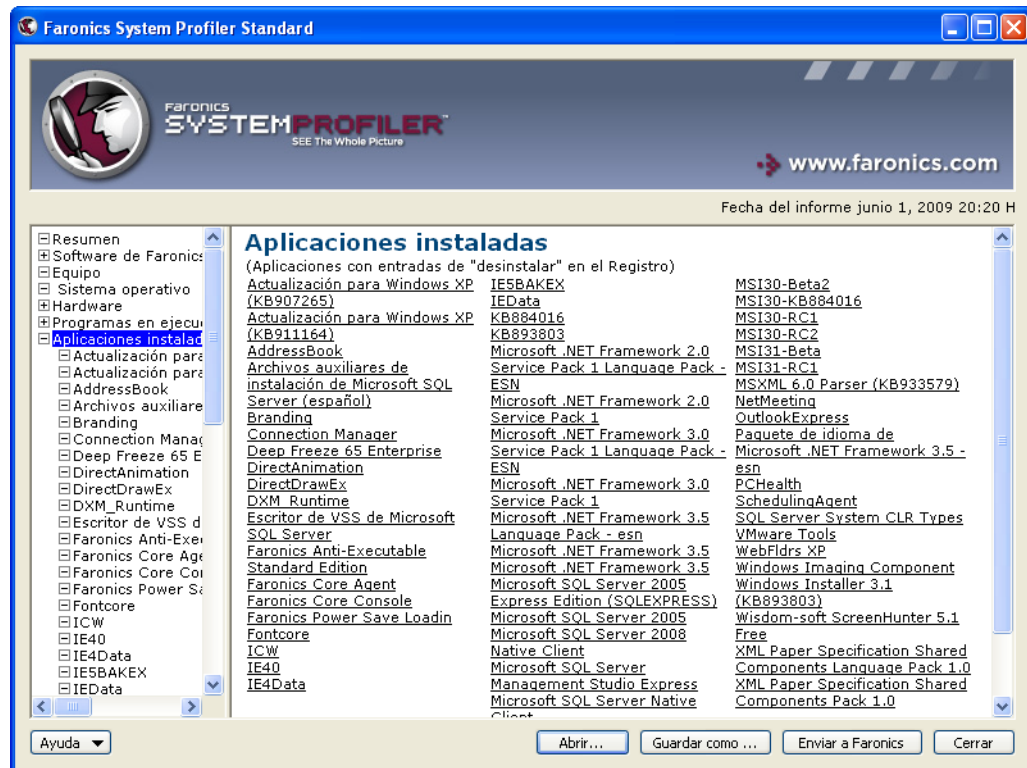 Faronics System Profiler Standard
Faronics
SYSTEMPROFILER™
SEE The Whole Picture
www.faronics.com
Fecha del informe junio 1, 2009 20:20 H
Resumen
Software de Faronics
Equipo
Sistema operativo
Hardware
Programas en ejecu
Aplicaciones instalad
Actualización para
Actualización para
AddressBook
Archivos auxiliare
Branding
Connection Manag
Deep Freeze 65 E
DirectAnimation
DirectDrawEx
DXM_Runtime
Escritor de VSS d
Faronics Anti-Exe
Faronics Core Age
Faronics Core Con
Faronics Power Sa
Fontcore
ICW
IE40
IE4Data
IE5BAKEX
IEData
Aplicaciones instaladas
(Aplicaciones con entradas de "desinstalar" en el Registro)
Actualización para Windows XP
(KB907265)
Actualización para Windows XP
(KB911164)
AddressBook
Archivos auxiliares de
instalación de Microsoft SQL
Server (español)
Branding
Connection Manager
Deep Freeze 65 Enterprise
DirectAnimation
DirectDrawEx
DXM_Runtime
Escritor de VSS de Microsoft
SQL Server
Faronics Anti-Executable
Standard Edition
Faronics Core Agent
Faronics Core Console
Faronics Power Save Loadin
Fontcore
ICW
IE40
IE4Data
IE5BAKEX
IEData
KB884016
KB893803
Microsoft .NET Framework 2.0
Service Pack 1 Language Pack -
ESN
Microsoft .NET Framework 2.0
Service Pack 1
Microsoft .NET Framework 3.0
Service Pack 1 Language Pack -
ESN
Microsoft .NET Framework 3.0
Service Pack 1
Microsoft .NET Framework 3.5
Language Pack - esn
Microsoft .NET Framework 3.5
Microsoft .NET Framework 3.5
Microsoft SQL Server 2005
Express Edition (SQLEXPRESS)
Microsoft SQL Server 2005
Microsoft SQL Server 2008
Native Client
Microsoft SQL Server
Management Studio Express
Microsoft SQL Server Native
Client
MSI30-Beta2
MSI30-KB884016
MSI30-RC1
MSI30-RC2
MSI31-Beta
MSI31-RC1
MSXML 6.0 Parser (KB933579)
NetMeeting
OutlookExpress
Paquete de idioma de
Microsoft .NET Framework 3.5 -
esn
PCHealth
SchedulingAgent
SQL Server System CLR Types
VMware Tools
WebFldrs XP
Windows Imaging Component
Windows Installer 3.1
(KB893803)
Wisdom-soft ScreenHunter 5.1
Free
XML Paper Specification Shared
Components Language Pack 1.0
XML Paper Specification Shared
Components Pack 1.0
Ayuda
Abrir...
Guardar como ...
Enviar a Faronics
Cerrar